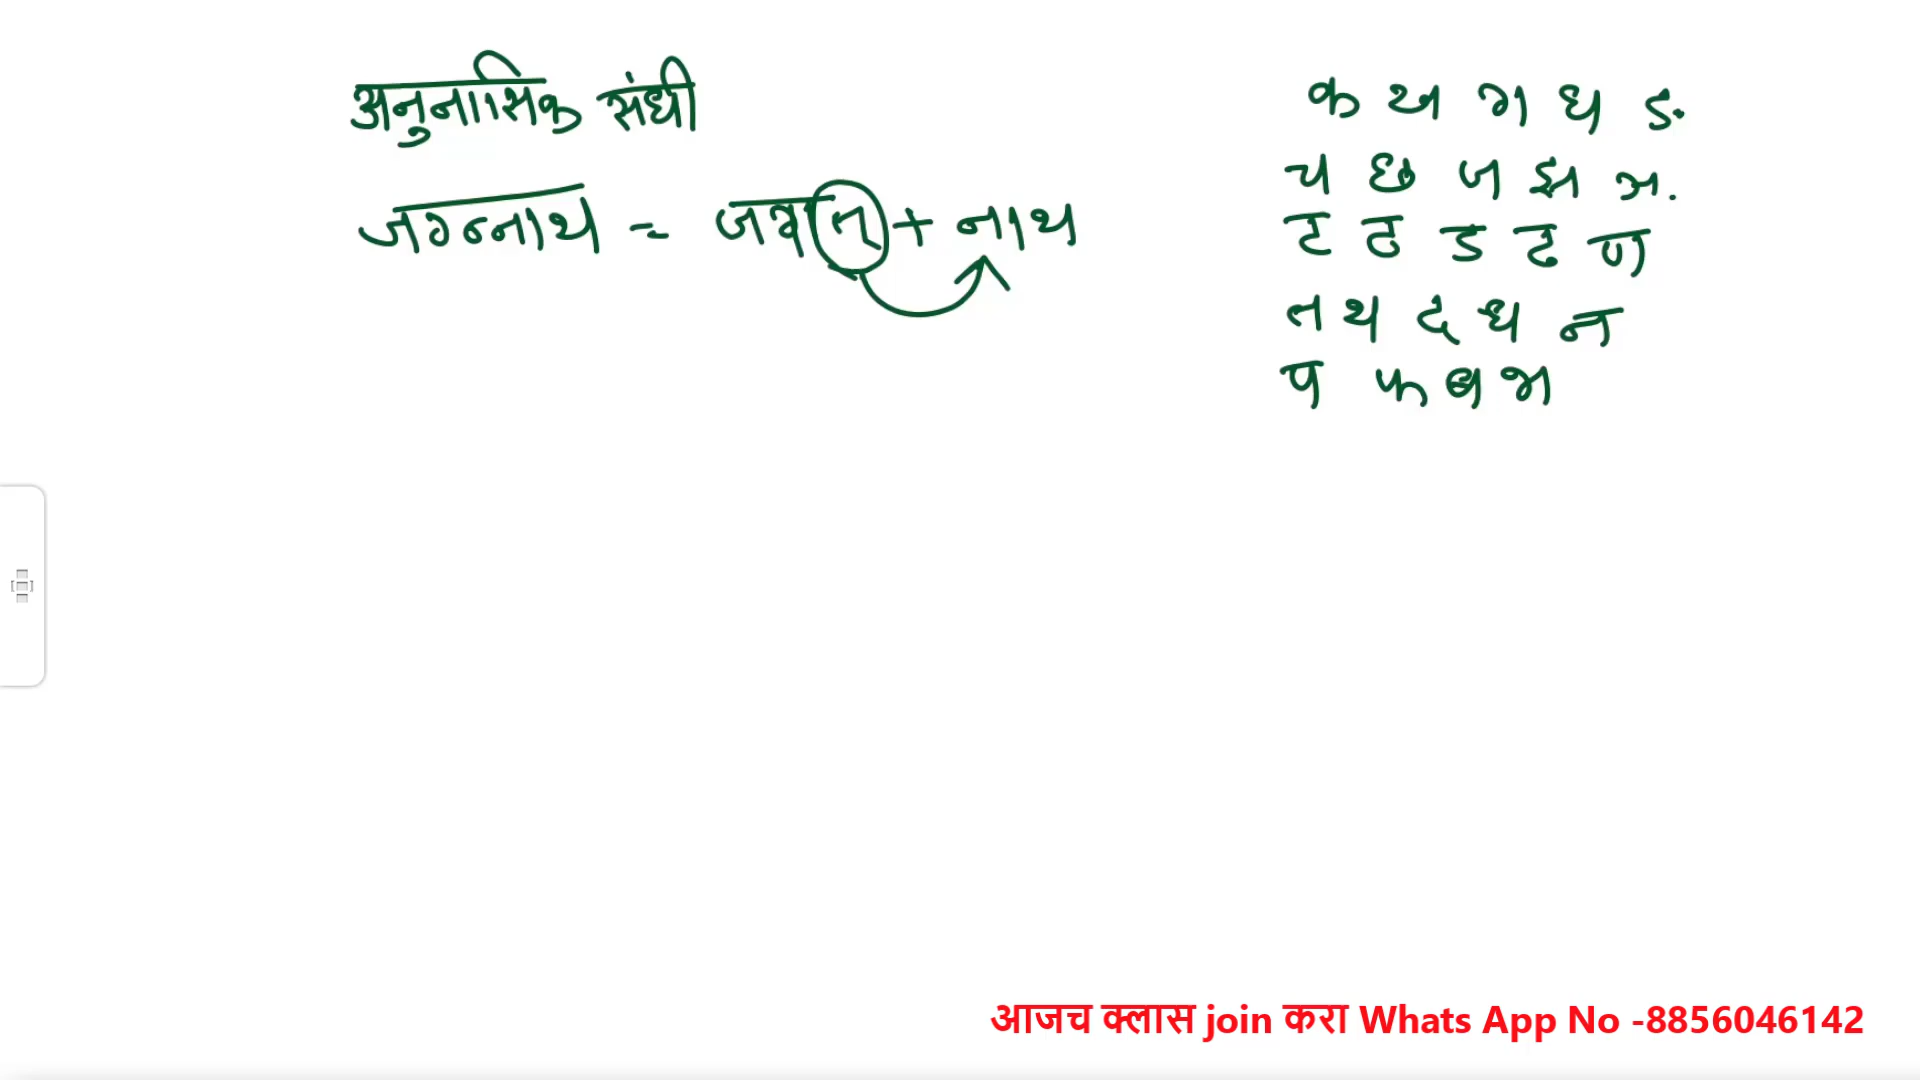 अनुनासिक संधी
जगन्नाथ = जगत् + नाथ
क ख ग घ ङ
च छ ज झ ञ
ट ठ ड ढ ण
त थ द ध न
प फ ब भ
आजच क्लास join करा Whats App No -8856046142